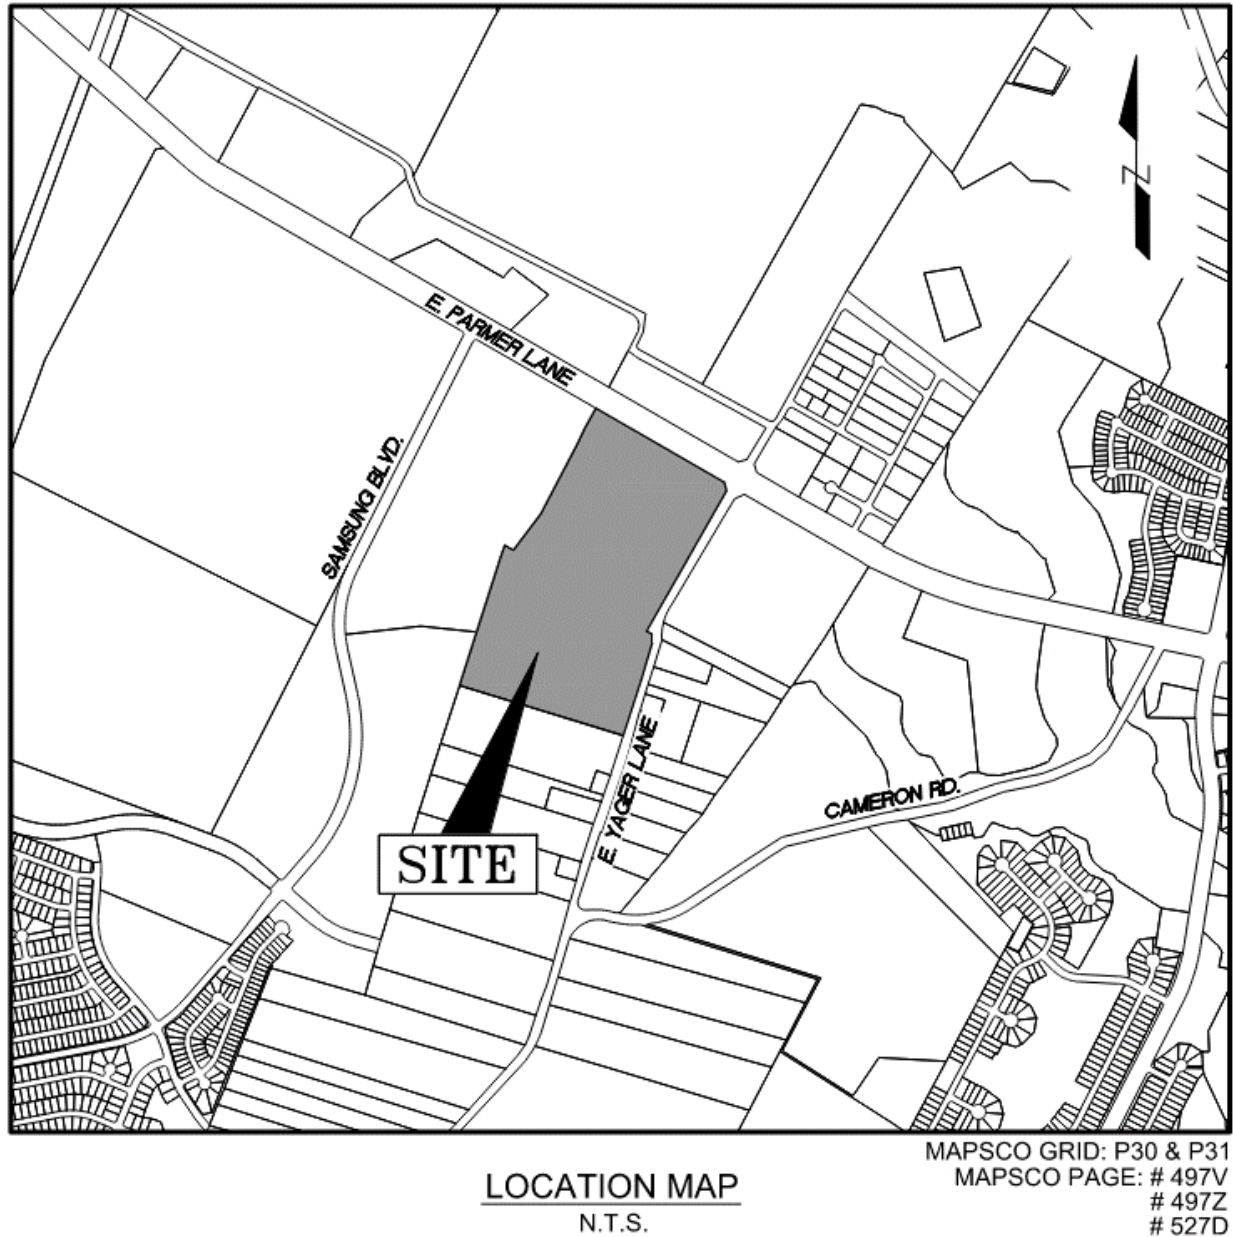 Z
E. PARMER LANE
SAMSUNG BLVD.
E. YAGER LANE
CAMERON RD.
SITE
MAPSCO GRID: P30 & P31
MAPSCO PAGE: # 497V
# 497Z
# 527D
LOCATION MAP
N.T.S.